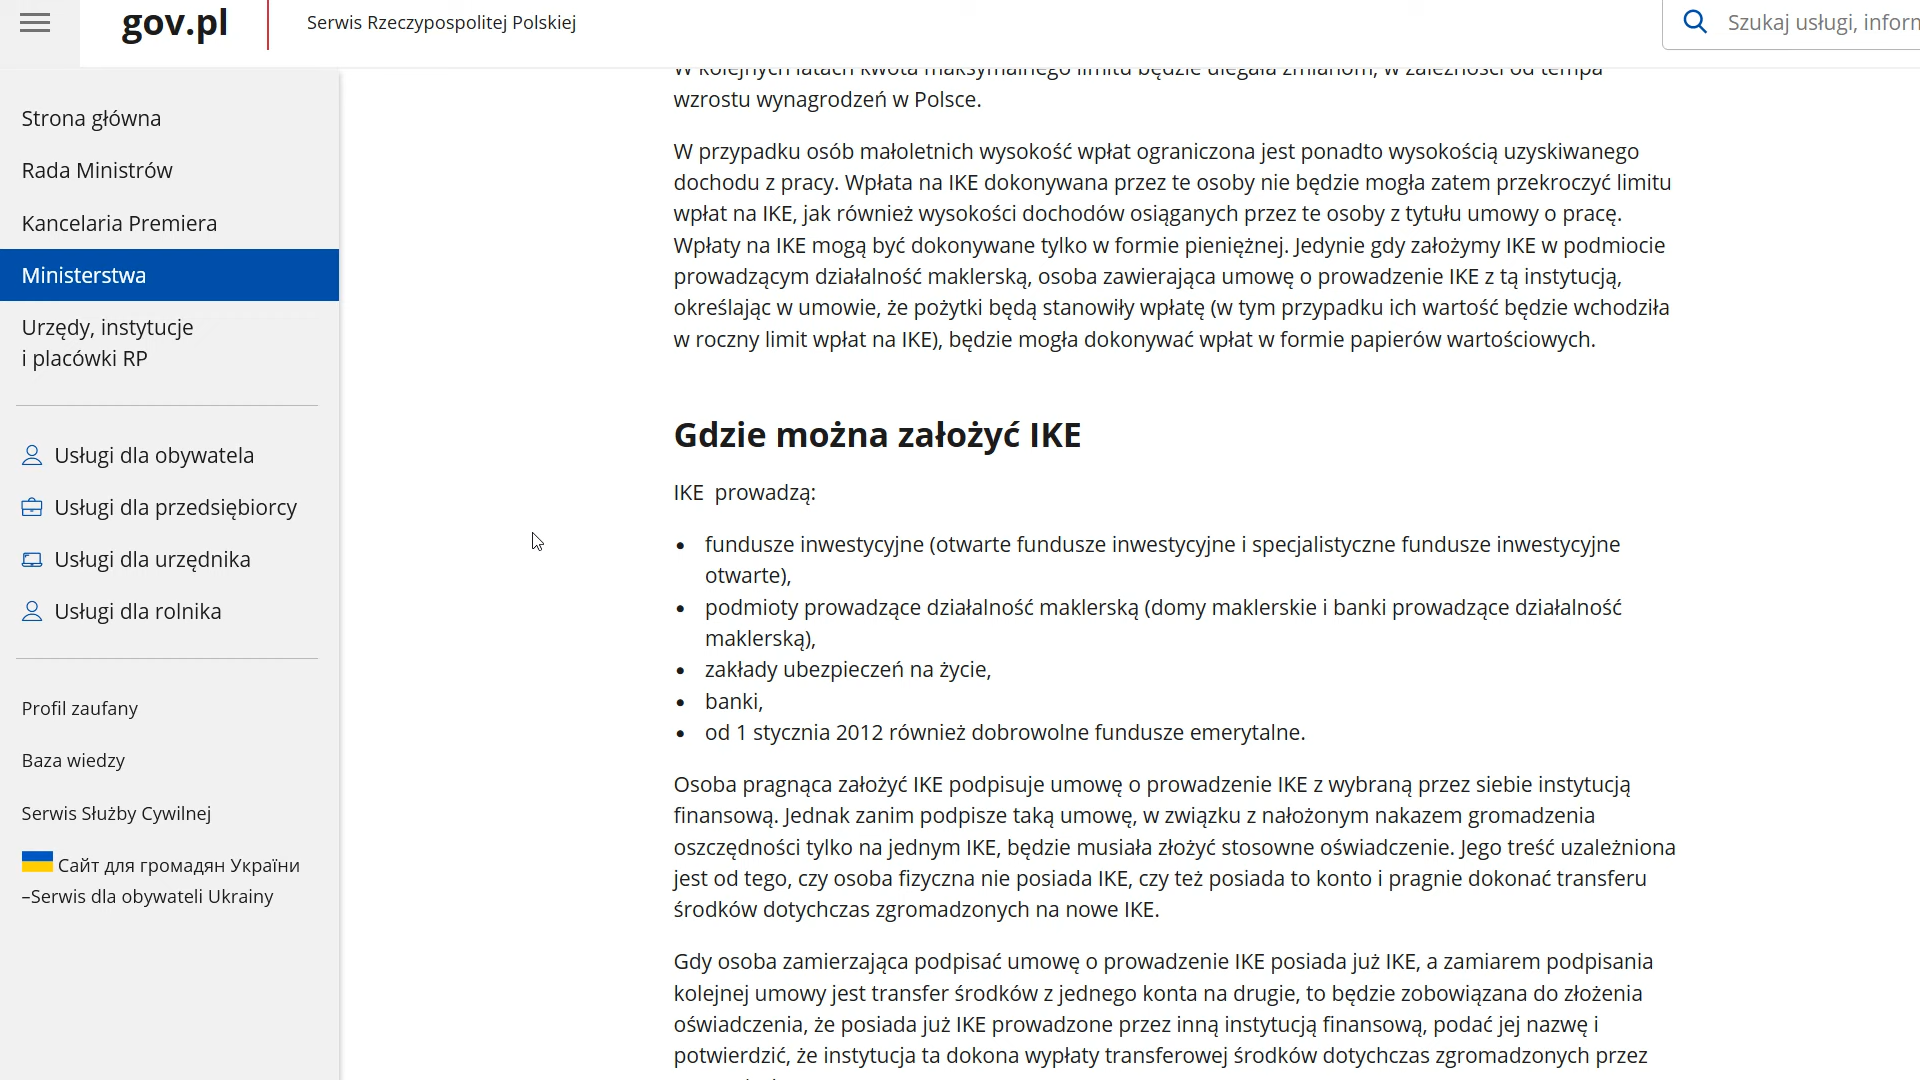 gov.pl
Serwis Rzeczypospolitej Polskiej
Szukaj usługi, inform
Strona główna
Rada Ministrów
Kancelaria Premiera
Ministerstwa
Urzędy, instytucje
i placówki RP
Usługi dla obywatela
Usługi dla przedsiębiorcy
Usługi dla urzędnika
Usługi dla rolnika
Profil zaufany
Baza wiedzy
Serwis Służby Cywilnej
Сайт для громадян України
–Serwis dla obywateli Ukrainy
W kolejnych latach kwota maksymalnego limitu będzie ulegała zmianom, w zależności od tempa
wzrostu wynagrodzeń w Polsce.
W przypadku osób małoletnich wysokość wpłat ograniczona jest ponadto wysokością uzyskiwanego
dochodu z pracy. Wpłata na IKE dokonywana przez te osoby nie będzie mogła zatem przekroczyć limitu
wpłat na IKE, jak również wysokości dochodów osiąganych przez te osoby z tytułu umowy o pracę.
Wpłaty na IKE mogą być dokonywane tylko w formie pieniężnej. Jedynie gdy założymy IKE w podmiocie
prowadzącym działalność maklerską, osoba zawierająca umowę o prowadzenie IKE z tą instytucją,
określając w umowie, że pożytki będą stanowiły wpłatę (w tym przypadku ich wartość będzie wchodziła
w roczny limit wpłat na IKE), będzie mogła dokonywać wpłat w formie papierów wartościowych.
Gdzie można założyć IKE
IKE  prowadzą:
• fundusze inwestycyjne (otwarte fundusze inwestycyjne i specjalistyczne fundusze inwestycyjne
otwarte),
• podmioty prowadzące działalność maklerską (domy maklerskie i banki prowadzące działalność
maklerską),
• zakłady ubezpieczeń na życie,
• banki,
• od 1 stycznia 2012 również dobrowolne fundusze emerytalne.
Osoba pragnąca założyć IKE podpisuje umowę o prowadzenie IKE z wybraną przez siebie instytucją
finansową. Jednak zanim podpisze taką umowę, w związku z nałożonym nakazem gromadzenia
oszczędności tylko na jednym IKE, będzie musiała złożyć stosowne oświadczenie. Jego treść uzależniona
jest od tego, czy osoba fizyczna nie posiada IKE, czy też posiada to konto i pragnie dokonać transferu
środków dotychczas zgromadzonych na nowe IKE.
Gdy osoba zamierzająca podpisać umowę o prowadzenie IKE posiada już IKE, a zamiarem podpisania
kolejnej umowy jest transfer środków z jednego konta na drugie, to będzie zobowiązana do złożenia
oświadczenia, że posiada już IKE prowadzone przez inną instytucją finansową, podać jej nazwę i
potwierdzić, że instytucja ta dokona wypłaty transferowej środków dotychczas zgromadzonych przez